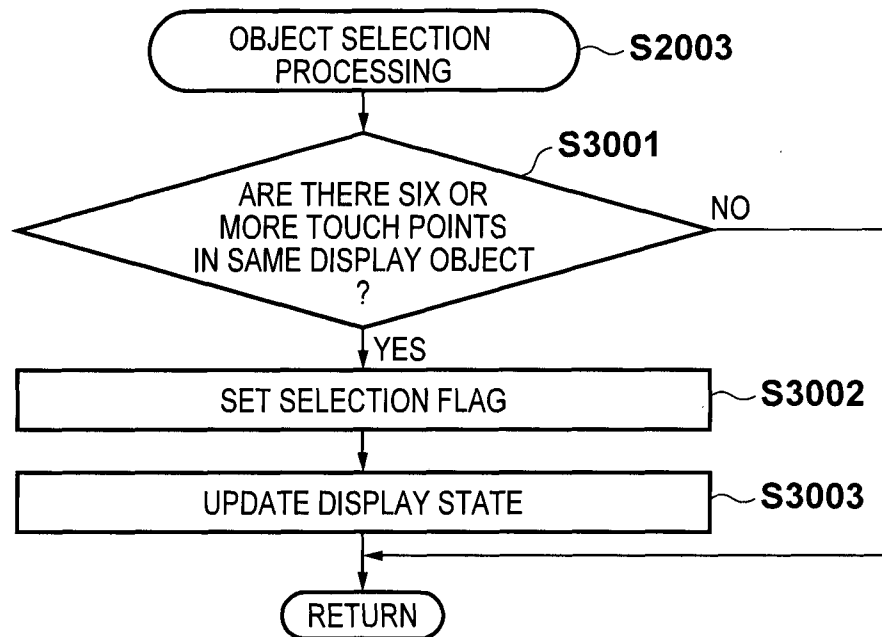 OBJECT SELECTION
PROCESSING
S2003
S3001
ARE THERE SIX OR
MORE TOUCH POINTS
IN SAME DISPLAY OBJECT
?
NO
YES
SET SELECTION FLAG
S3002
UPDATE DISPLAY STATE
S3003
RETURN